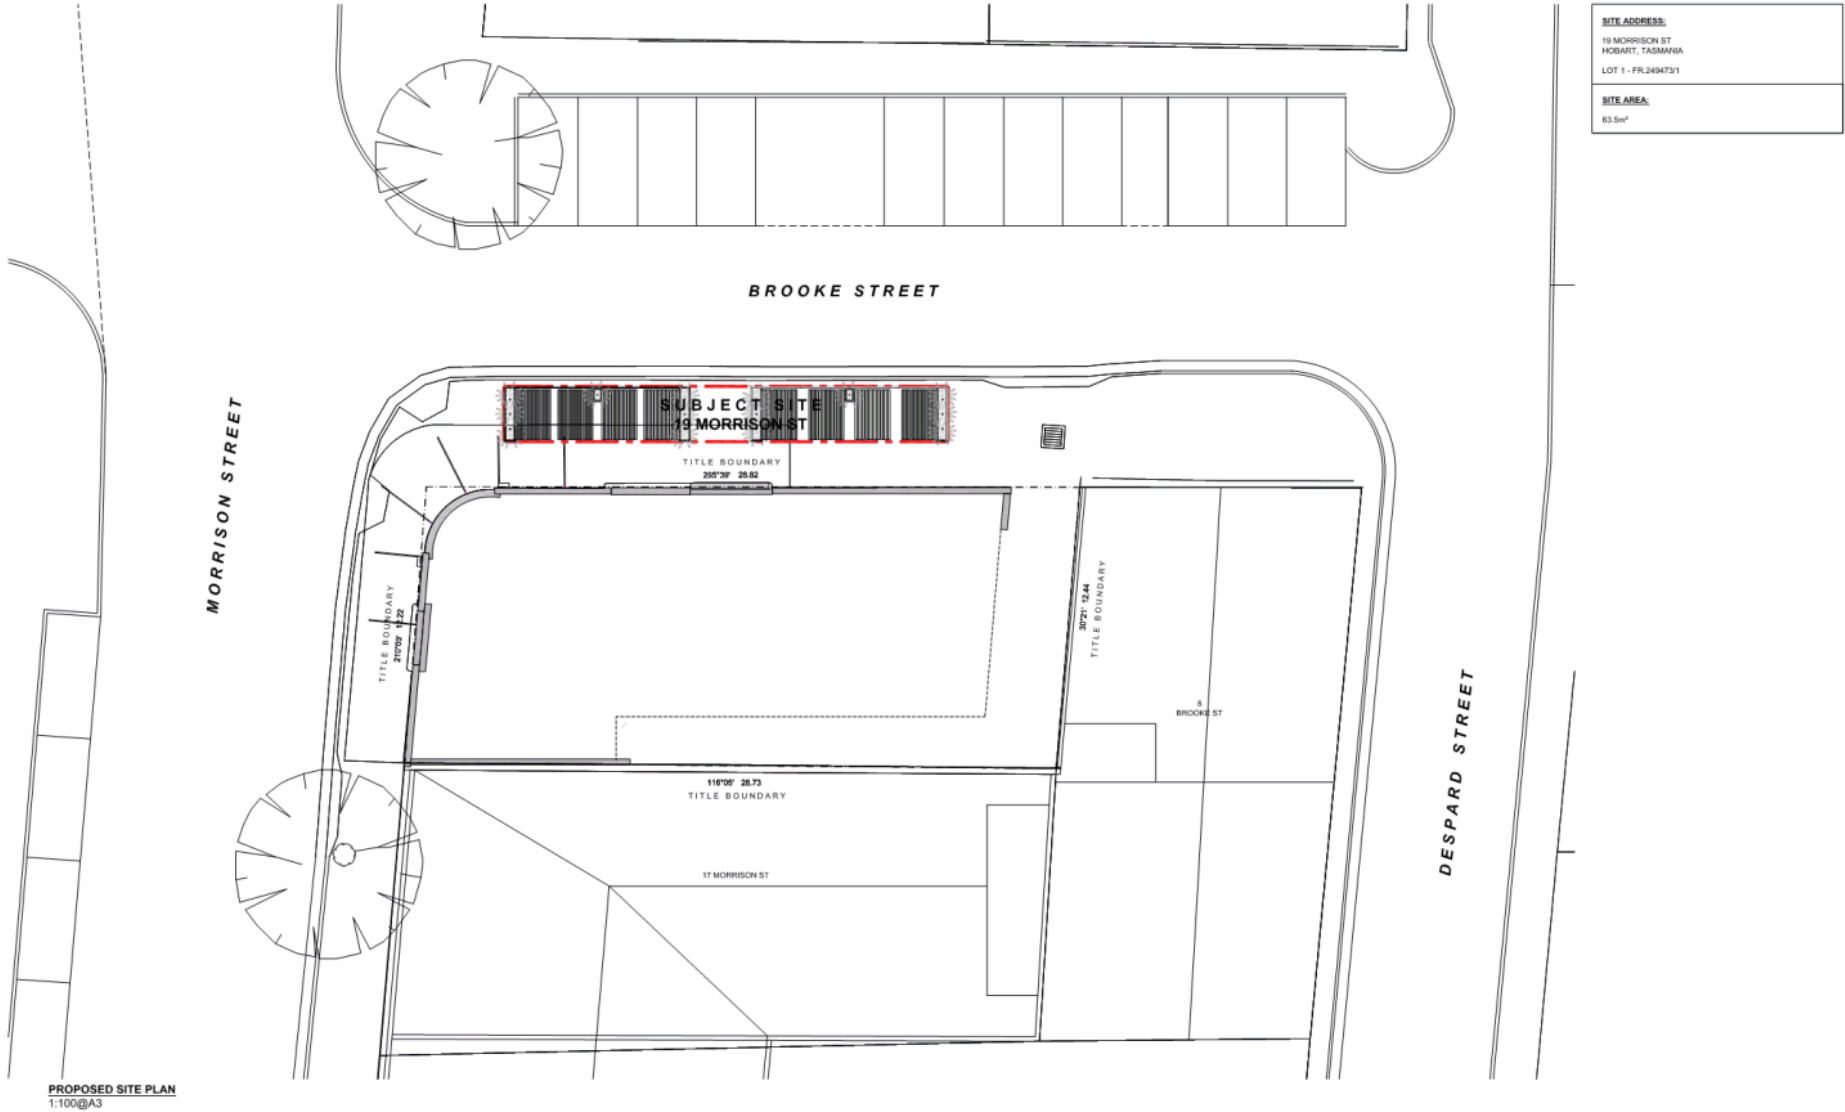 SITE ADDRESS:
19 MORRISON ST
HOBART, TASMANIA
LOT 1 - FR.249473/1
SITE AREA:
63.5m²
BROOKE STREET
MORRISON STREET
SUBJECT SITE
19 MORRISON ST
TITLE BOUNDARY
295°39' 28.82
TITLE BOUNDARY
210°03' 12.22
30°21' 12.44
TITLE BOUNDARY
8
BROOKE ST
DESPARD STREET
116°05' 28.73
TITLE BOUNDARY
17 MORRISON ST
PROPOSED SITE PLAN
1:100@A3